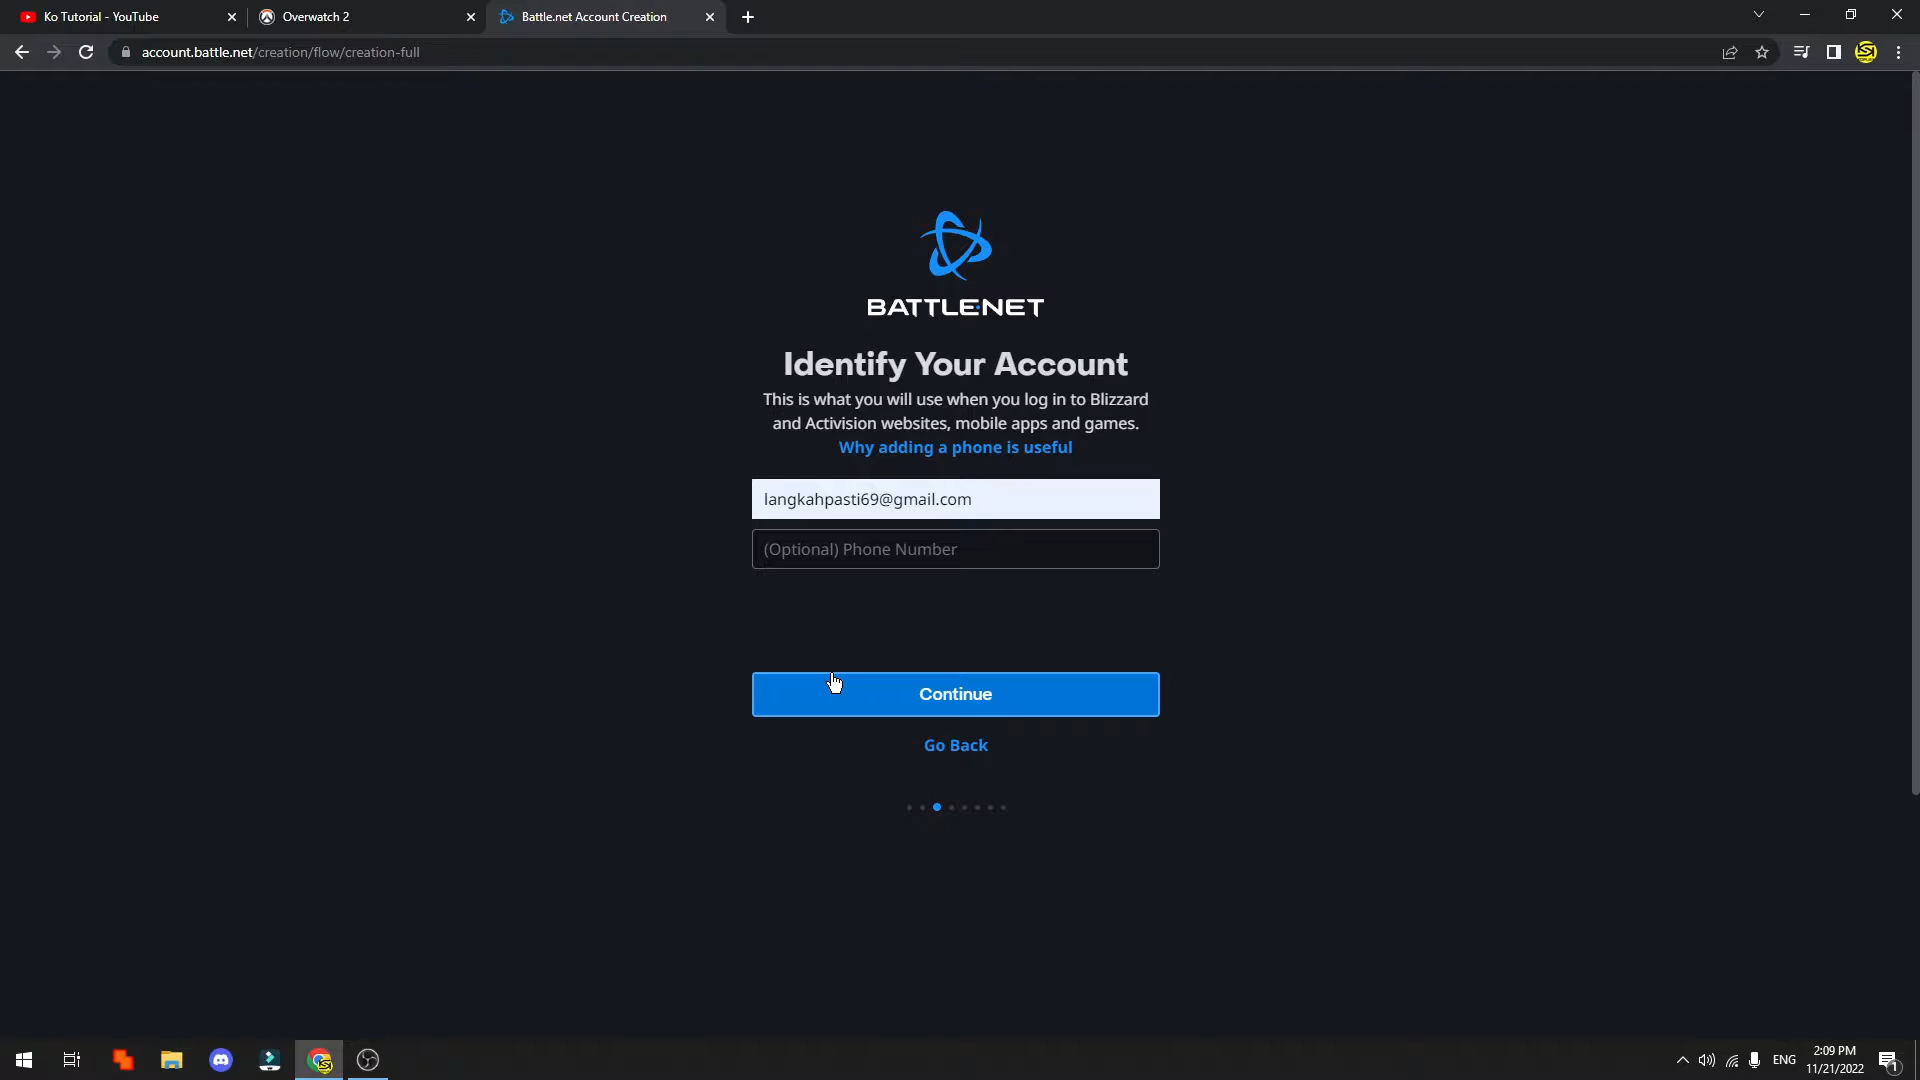 Ko Tutorial - YouTube
Overwatch 2
Battle.net Account Creation
account.battle.net/creation/flow/creation-full
BATTLE.NET
Identify Your Account
This is what you will use when you log in to Blizzard
and Activision websites, mobile apps and games.
Why adding a phone is useful
langkahpasti69@gmail.com
(Optional) Phone Number
Continue
Go Back
ENG
2:09 PM
11/21/2022
1